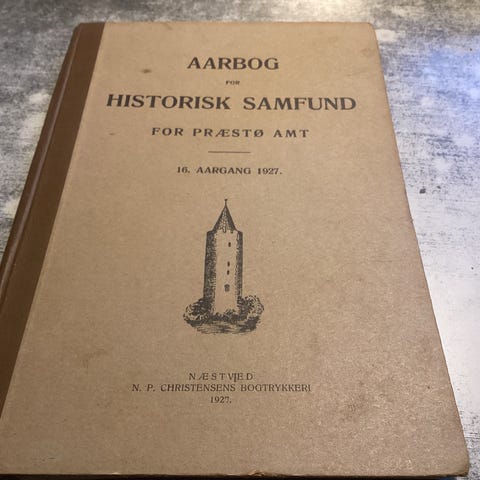 AARBOG
FOR
HISTORISK SAMFUND
FOR PRÆSTØ AMT
16. AARGANG 1927.
NÆSTVED
N. P. CHRISTENSENS BOGTRYKKERI
1927.